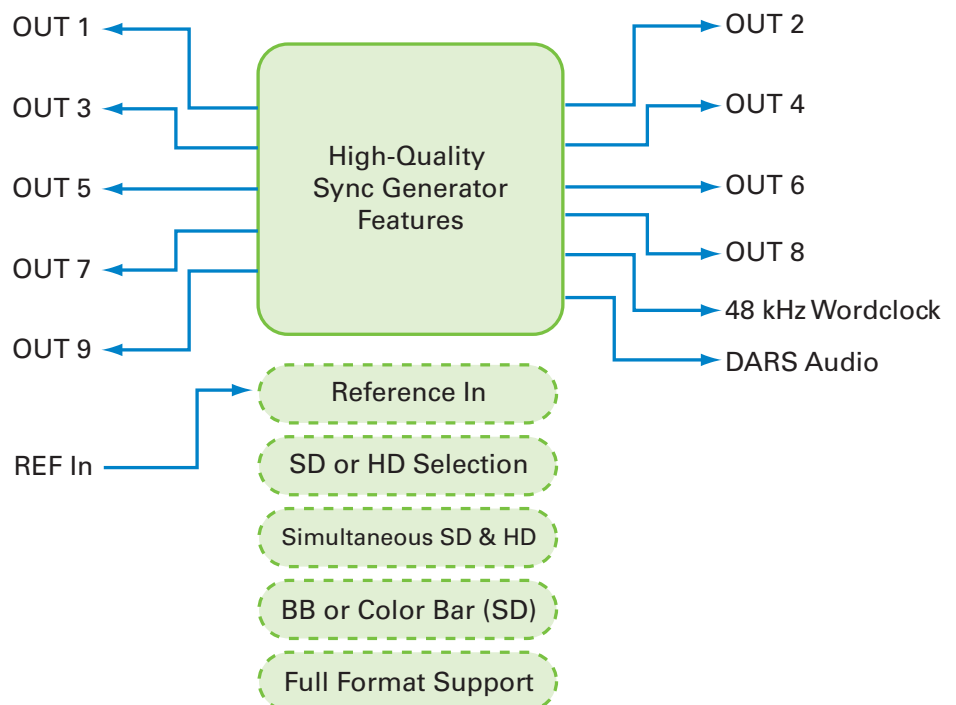 OUT 1
OUT 2
OUT 3
OUT 4
High-Quality
Sync Generator
Features
OUT 5
OUT 6
OUT 7
OUT 8
48 kHz Wordclock
OUT 9
DARS Audio
Reference In
REF In
SD or HD Selection
Simultaneous SD & HD
BB or Color Bar (SD)
Full Format Support